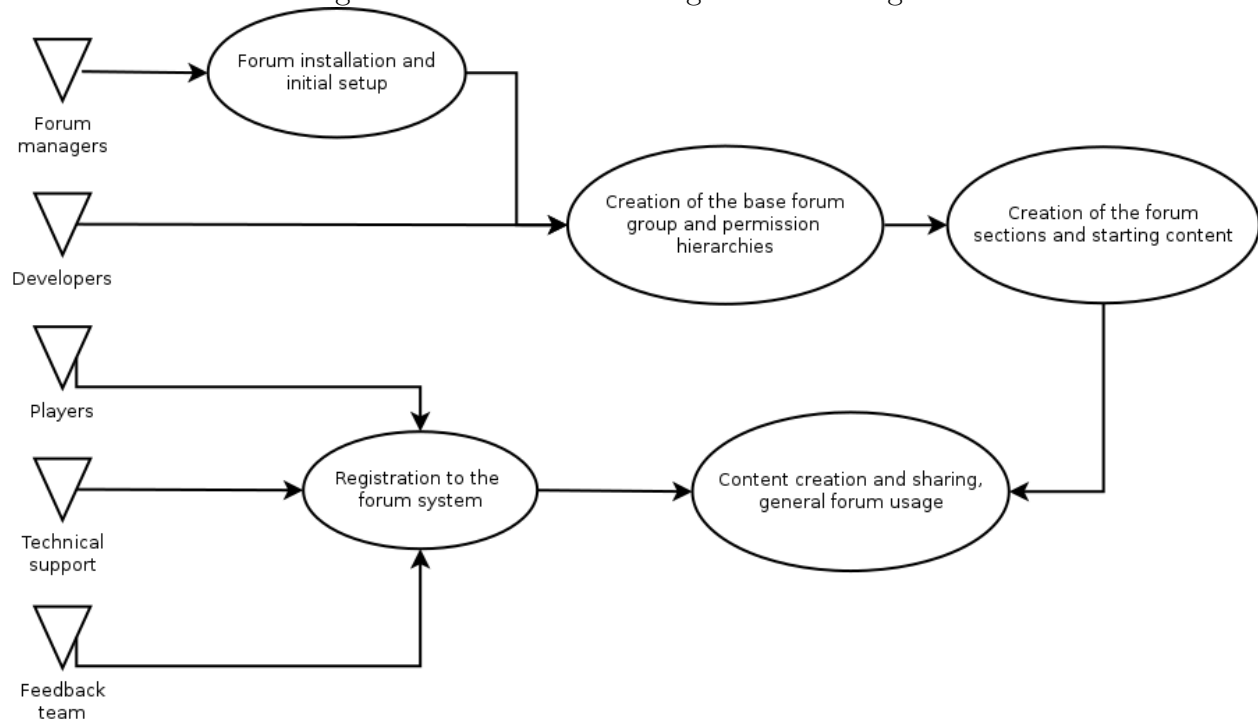 Forum installation and
initial setup
Forum
managers
Creation of the base forum
group and permission
hierarchies
Creation of the forum
sections and starting content
Developers
Players
Registration to the
forum system
Content creation and sharing,
general forum usage
Technical
support
Feedback
team